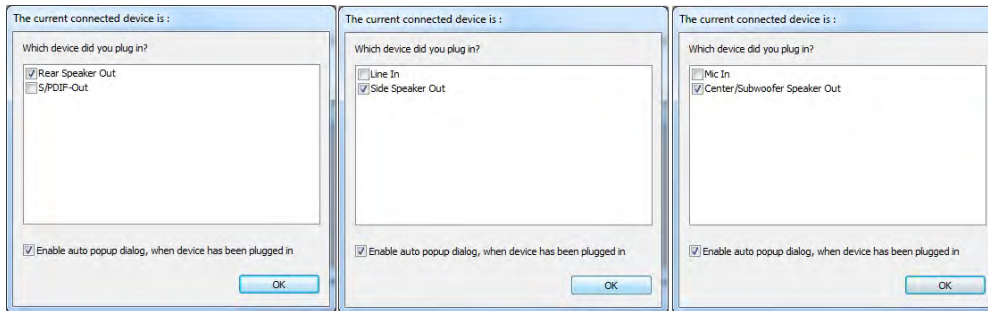 The current connected device is :
Which device did you plug in?
Rear Speaker Out
S/PDIF-Out
Enable auto popup dialog, when device has been plugged in
OK
The current connected device is :
Which device did you plug in?
Line In
Side Speaker Out
Enable auto popup dialog, when device has been plugged in
OK
The current connected device is :
Which device did you plug in?
Mic In
Center/Subwoofer Speaker Out
Enable auto popup dialog, when device has been plugged in
OK